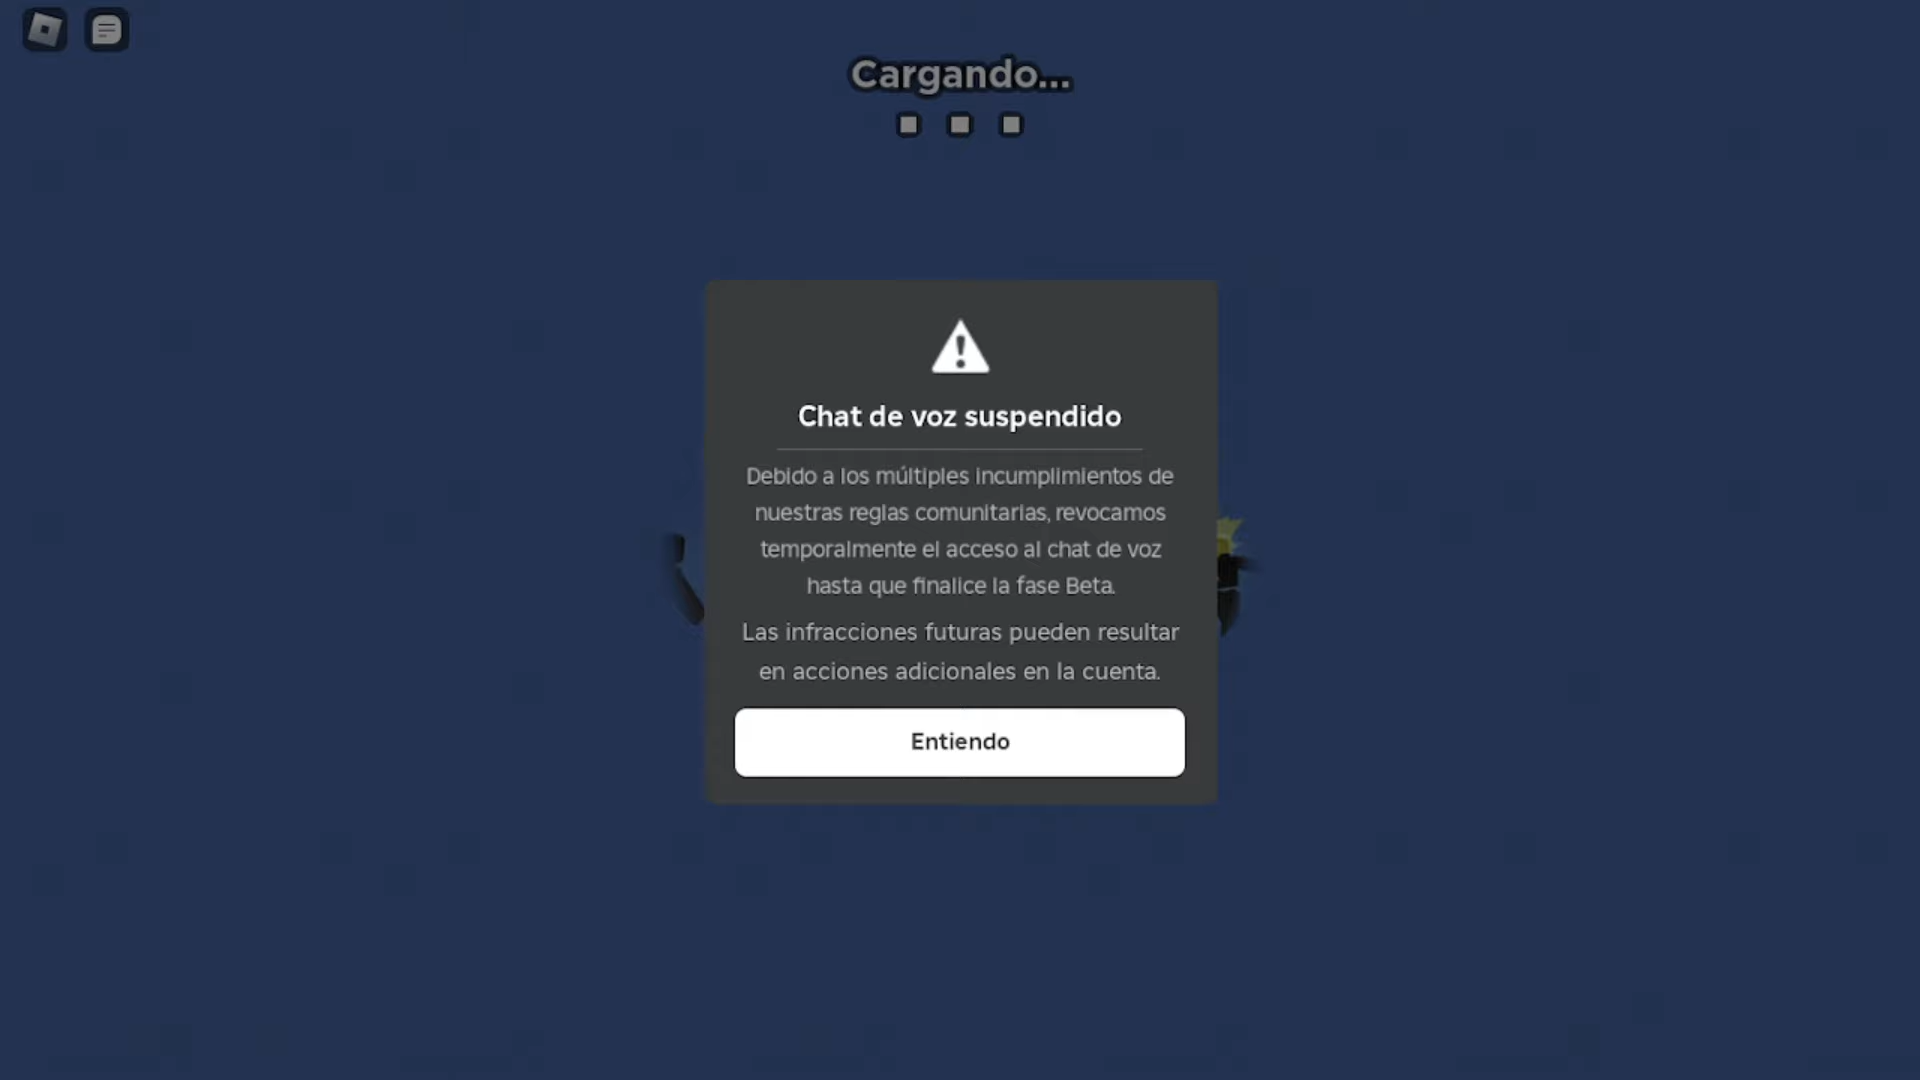 Cargando...
Chat de voz suspendido
Debido a los múltiples incumplimientos de
nuestras reglas comunitarias, revocamos
temporalmente el acceso al chat de voz
hasta que finalice la fase Beta.
Las infracciones futuras pueden resultar
en acciones adicionales en la cuenta.
Entiendo